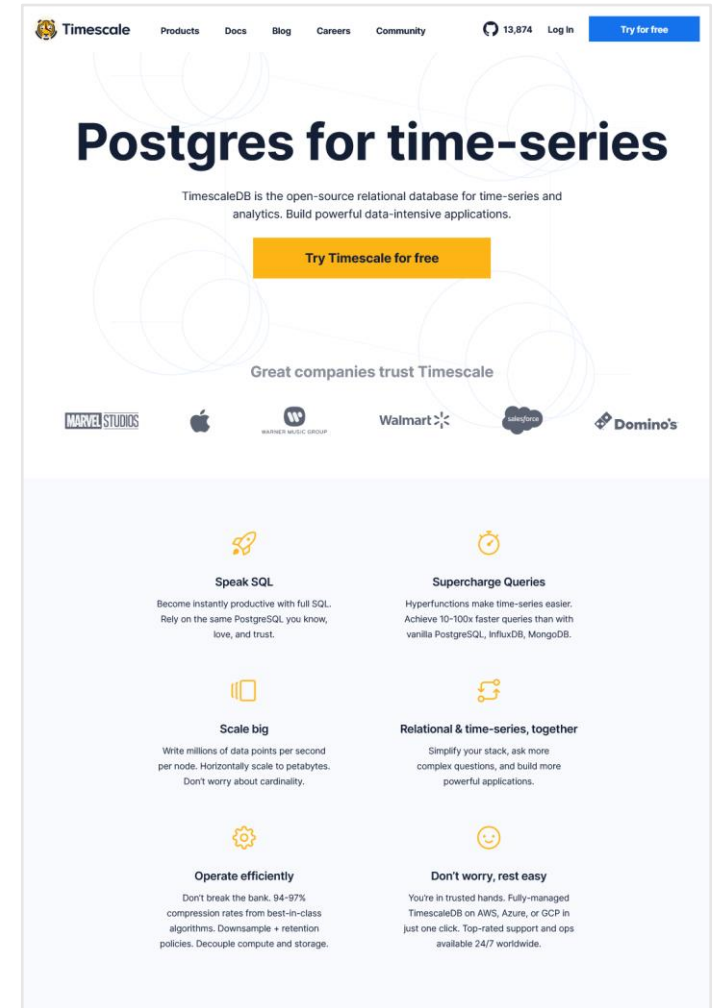 Timescale
Products Docs Blog Careers Community
13,874 Log In Try for free
Postgres for time-series
TimescaleDB is the open-source relational database for time-series and
analytics. Build powerful data-intensive applications.
Try Timescale for free
Great companies trust Timescale
MARVEL STUDIOS
W
WARNER MUSIC GROUP
Walmart
salesforce
Domino's
Speak SQL
Become instantly productive with full SQL.
Rely on the same PostgreSQL you know,
love, and trust.
Supercharge Queries
Hyperfunctions make time-series easier.
Achieve 10-100x faster queries than with
vanilla PostgreSQL, InfluxDB, MongoDB.
Scale big
Write millions of data points per second
per node. Horizontally scale to petabytes.
Don't worry about cardinality.
Relational & time-series, together
Simplify your stack, ask more
complex questions, and build more
powerful applications.
Operate efficiently
Don't break the bank. 94-97%
compression rates from best-in-class
algorithms. Downsample + retention
policies. Decouple compute and storage.
Don't worry, rest easy
You're in trusted hands. Fully-managed
TimescaleDB on AWS, Azure, or GCP in
just one click. Top-rated support and ops
available 24/7 worldwide.